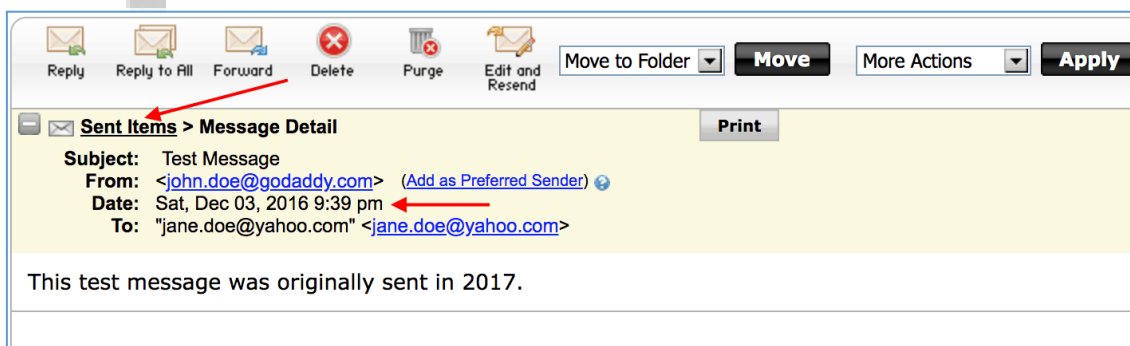 Reply Reply to All Forward Delete Purge Edit and Resend Move to Folder Move More Actions Apply
Sent Items > Message Detail Print
Subject: Test Message
From: <john.doe@godaddy.com> (Add as Preferred Sender) ?
Date: Sat, Dec 03, 2016 9:39 pm
To: "jane.doe@yahoo.com" <jane.doe@yahoo.com>
This test message was originally sent in 2017.